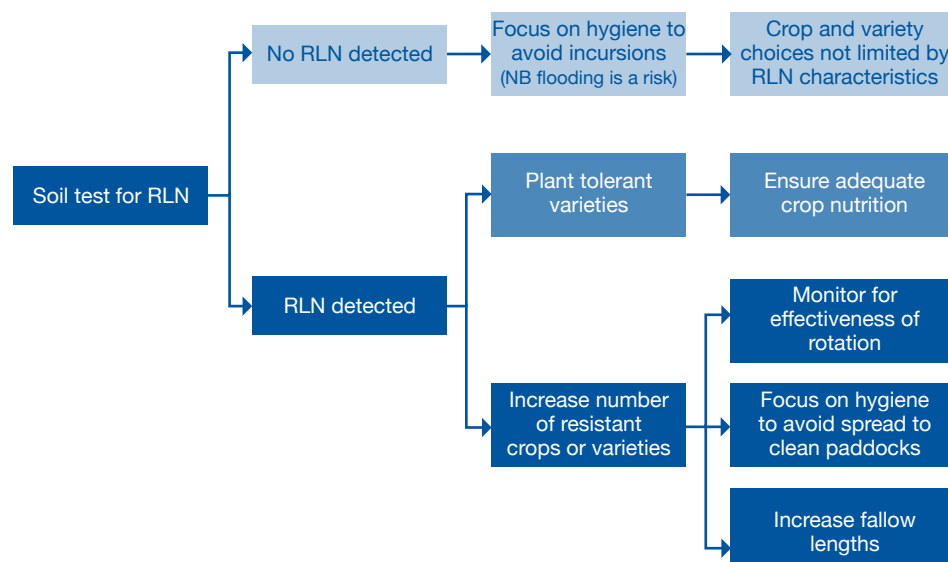 Soil test for RLN
No RLN detected
Focus on hygiene to
avoid incursions
(NB flooding is a risk)
Crop and variety
choices not limited by
RLN characteristics
RLN detected
Plant tolerant
varieties
Ensure adequate
crop nutrition
Increase number
of resistant
crops or varieties
Monitor for
effectiveness of
rotation
Focus on hygiene
to avoid spread to
clean paddocks
Increase fallow
lengths